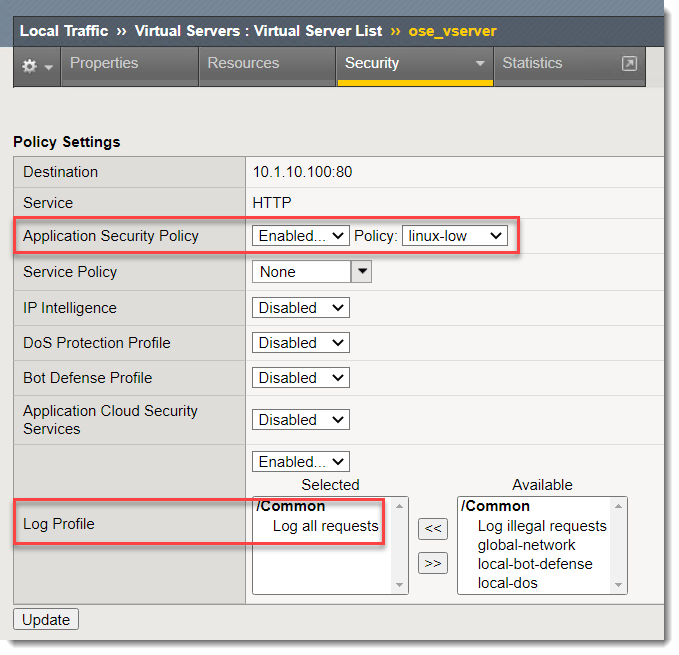 Local Traffic ›› Virtual Servers : Virtual Server List ›› ose_vserver
Properties Resources Security Statistics
Policy Settings
Destination 10.1.10.100:80
Service HTTP
Application Security Policy Enabled... Policy: linux-low
Service Policy None
IP Intelligence Disabled
DoS Protection Profile Disabled
Bot Defense Profile Disabled
Application Cloud Security
Services Disabled
Enabled...
Selected Available
/Common /Common
Log Profile Log all requests << Log illegal requests
global-network
>> local-bot-defense
local-dos
Update